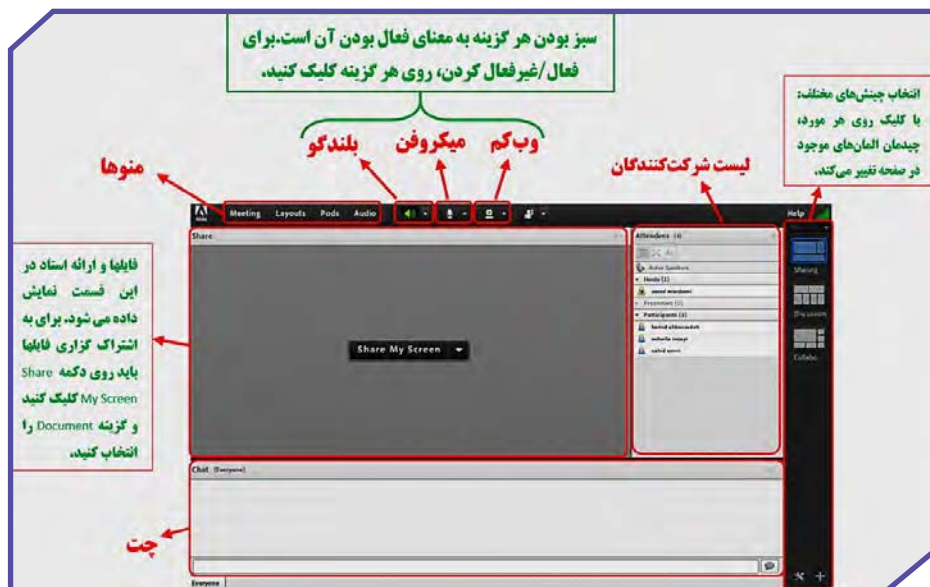 سبز بودن هر گزینه به معنای فعال بودن آن است.برای
فعال/غیرفعال کردن، روی هر گزینه کلیک کنید.
انتخاب چینش‌های مختلف:
با کلیک روی هر مورد،
چیدمان المان‌های موجود
در صفحه تغییر می‌کند.
وب‌کم
میکروفن
بلندگو
منوها
لیست شرکت‌کنندگان
Meeting Layouts Pods Audio
Help
Share
Attendees (4)
Active Speakers
Hosts (1)
Presenters (0)
Participants (3)
Sharing
Discussion
Collabo
Share My Screen
فایلها و ارائه استاد در
این قسمت نمایش
داده می شود. برای به
اشتراک گزاری فایلها
باید روی دکمه Share
My Screen کلیک کنید
و گزینه Document را
انتخاب کنید.
Chat (Everyone)
چت
Everyone